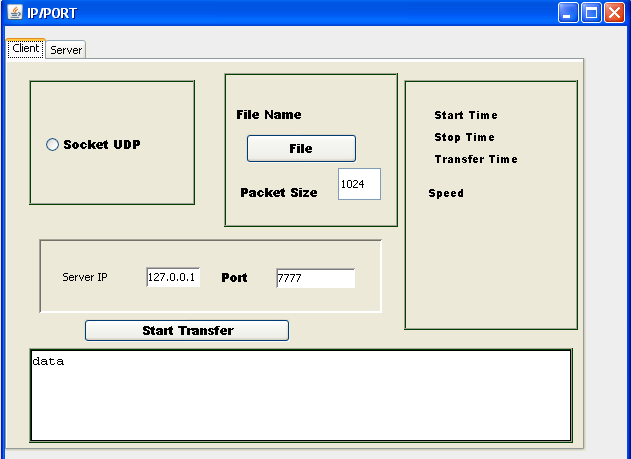 IP/PORT
Client Server
Socket UDP
File Name
File
Packet Size 1024
Start Time
Stop Time
Transfer Time
Speed
Server IP 127.0.0.1 Port 7777
Start Transfer
data